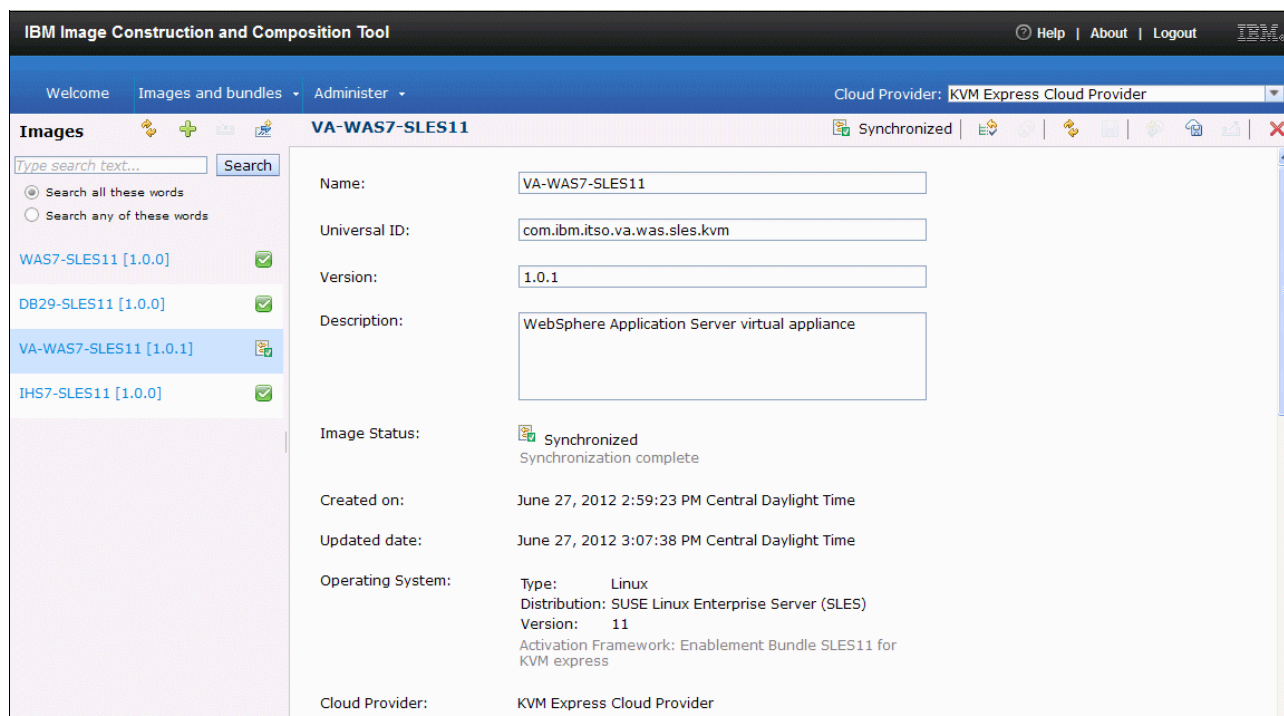 IBM Image Construction and Composition Tool
Help | About | Logout
IBM
Welcome
Images and bundles
Administer
Cloud Provider: KVM Express Cloud Provider
Images
VA-WAS7-SLES11
Synchronized
Type search text...
Search
Search all these words
Search any of these words
WAS7-SLES11 [1.0.0]
DB29-SLES11 [1.0.0]
VA-WAS7-SLES11 [1.0.1]
IHS7-SLES11 [1.0.0]
Name: VA-WAS7-SLES11
Universal ID: com.ibm.itso.va.was.sles.kvm
Version: 1.0.1
Description: WebSphere Application Server virtual appliance
Image Status: Synchronized
Synchronization complete
Created on: June 27, 2012 2:59:23 PM Central Daylight Time
Updated date: June 27, 2012 3:07:38 PM Central Daylight Time
Operating System: Type: Linux
Distribution: SUSE Linux Enterprise Server (SLES)
Version: 11
Activation Framework: Enablement Bundle SLES11 for
KVM express
Cloud Provider: KVM Express Cloud Provider